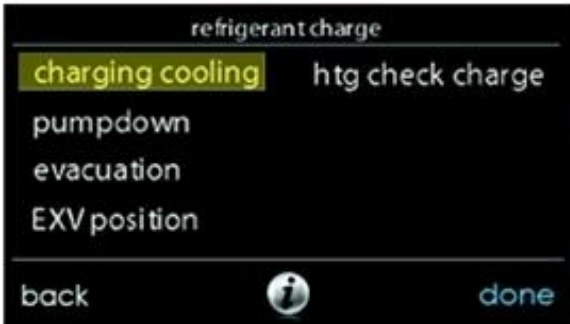 refrigerant charge
charging cooling
htg check charge
pumpdown
evacuation
EXV position
back
i
done